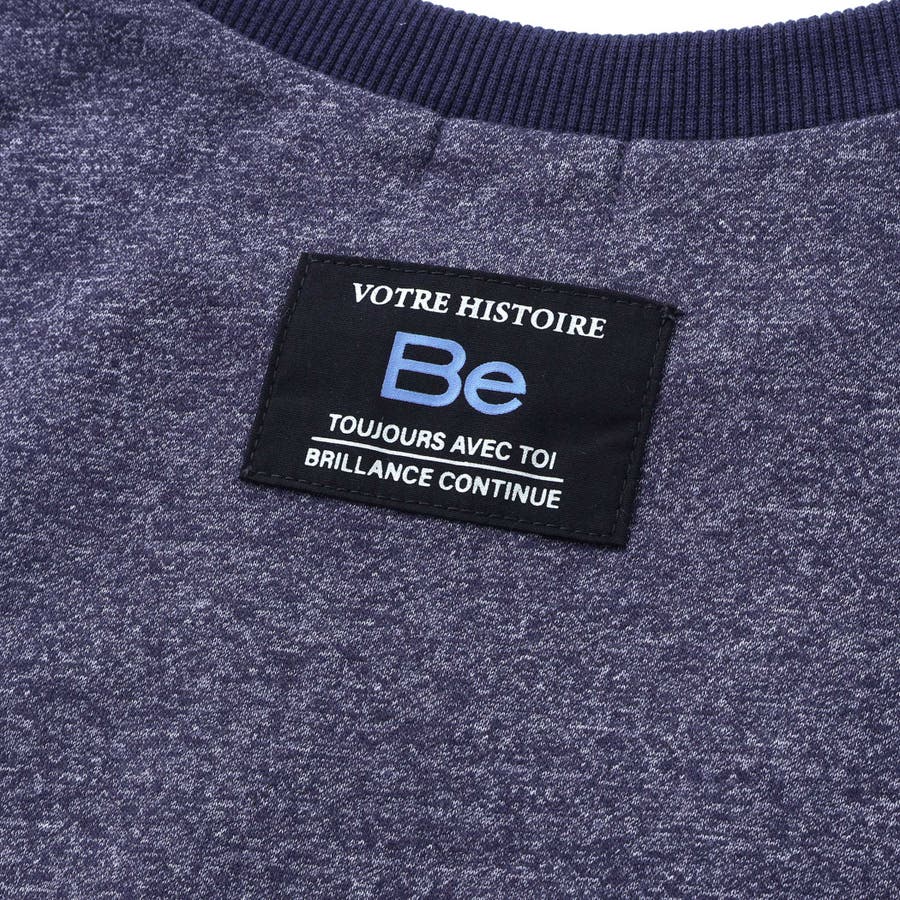 VOTRE HISTOIRE
Be
TOUJOURS AVEC TOI
BRILLANCE CONTINUE